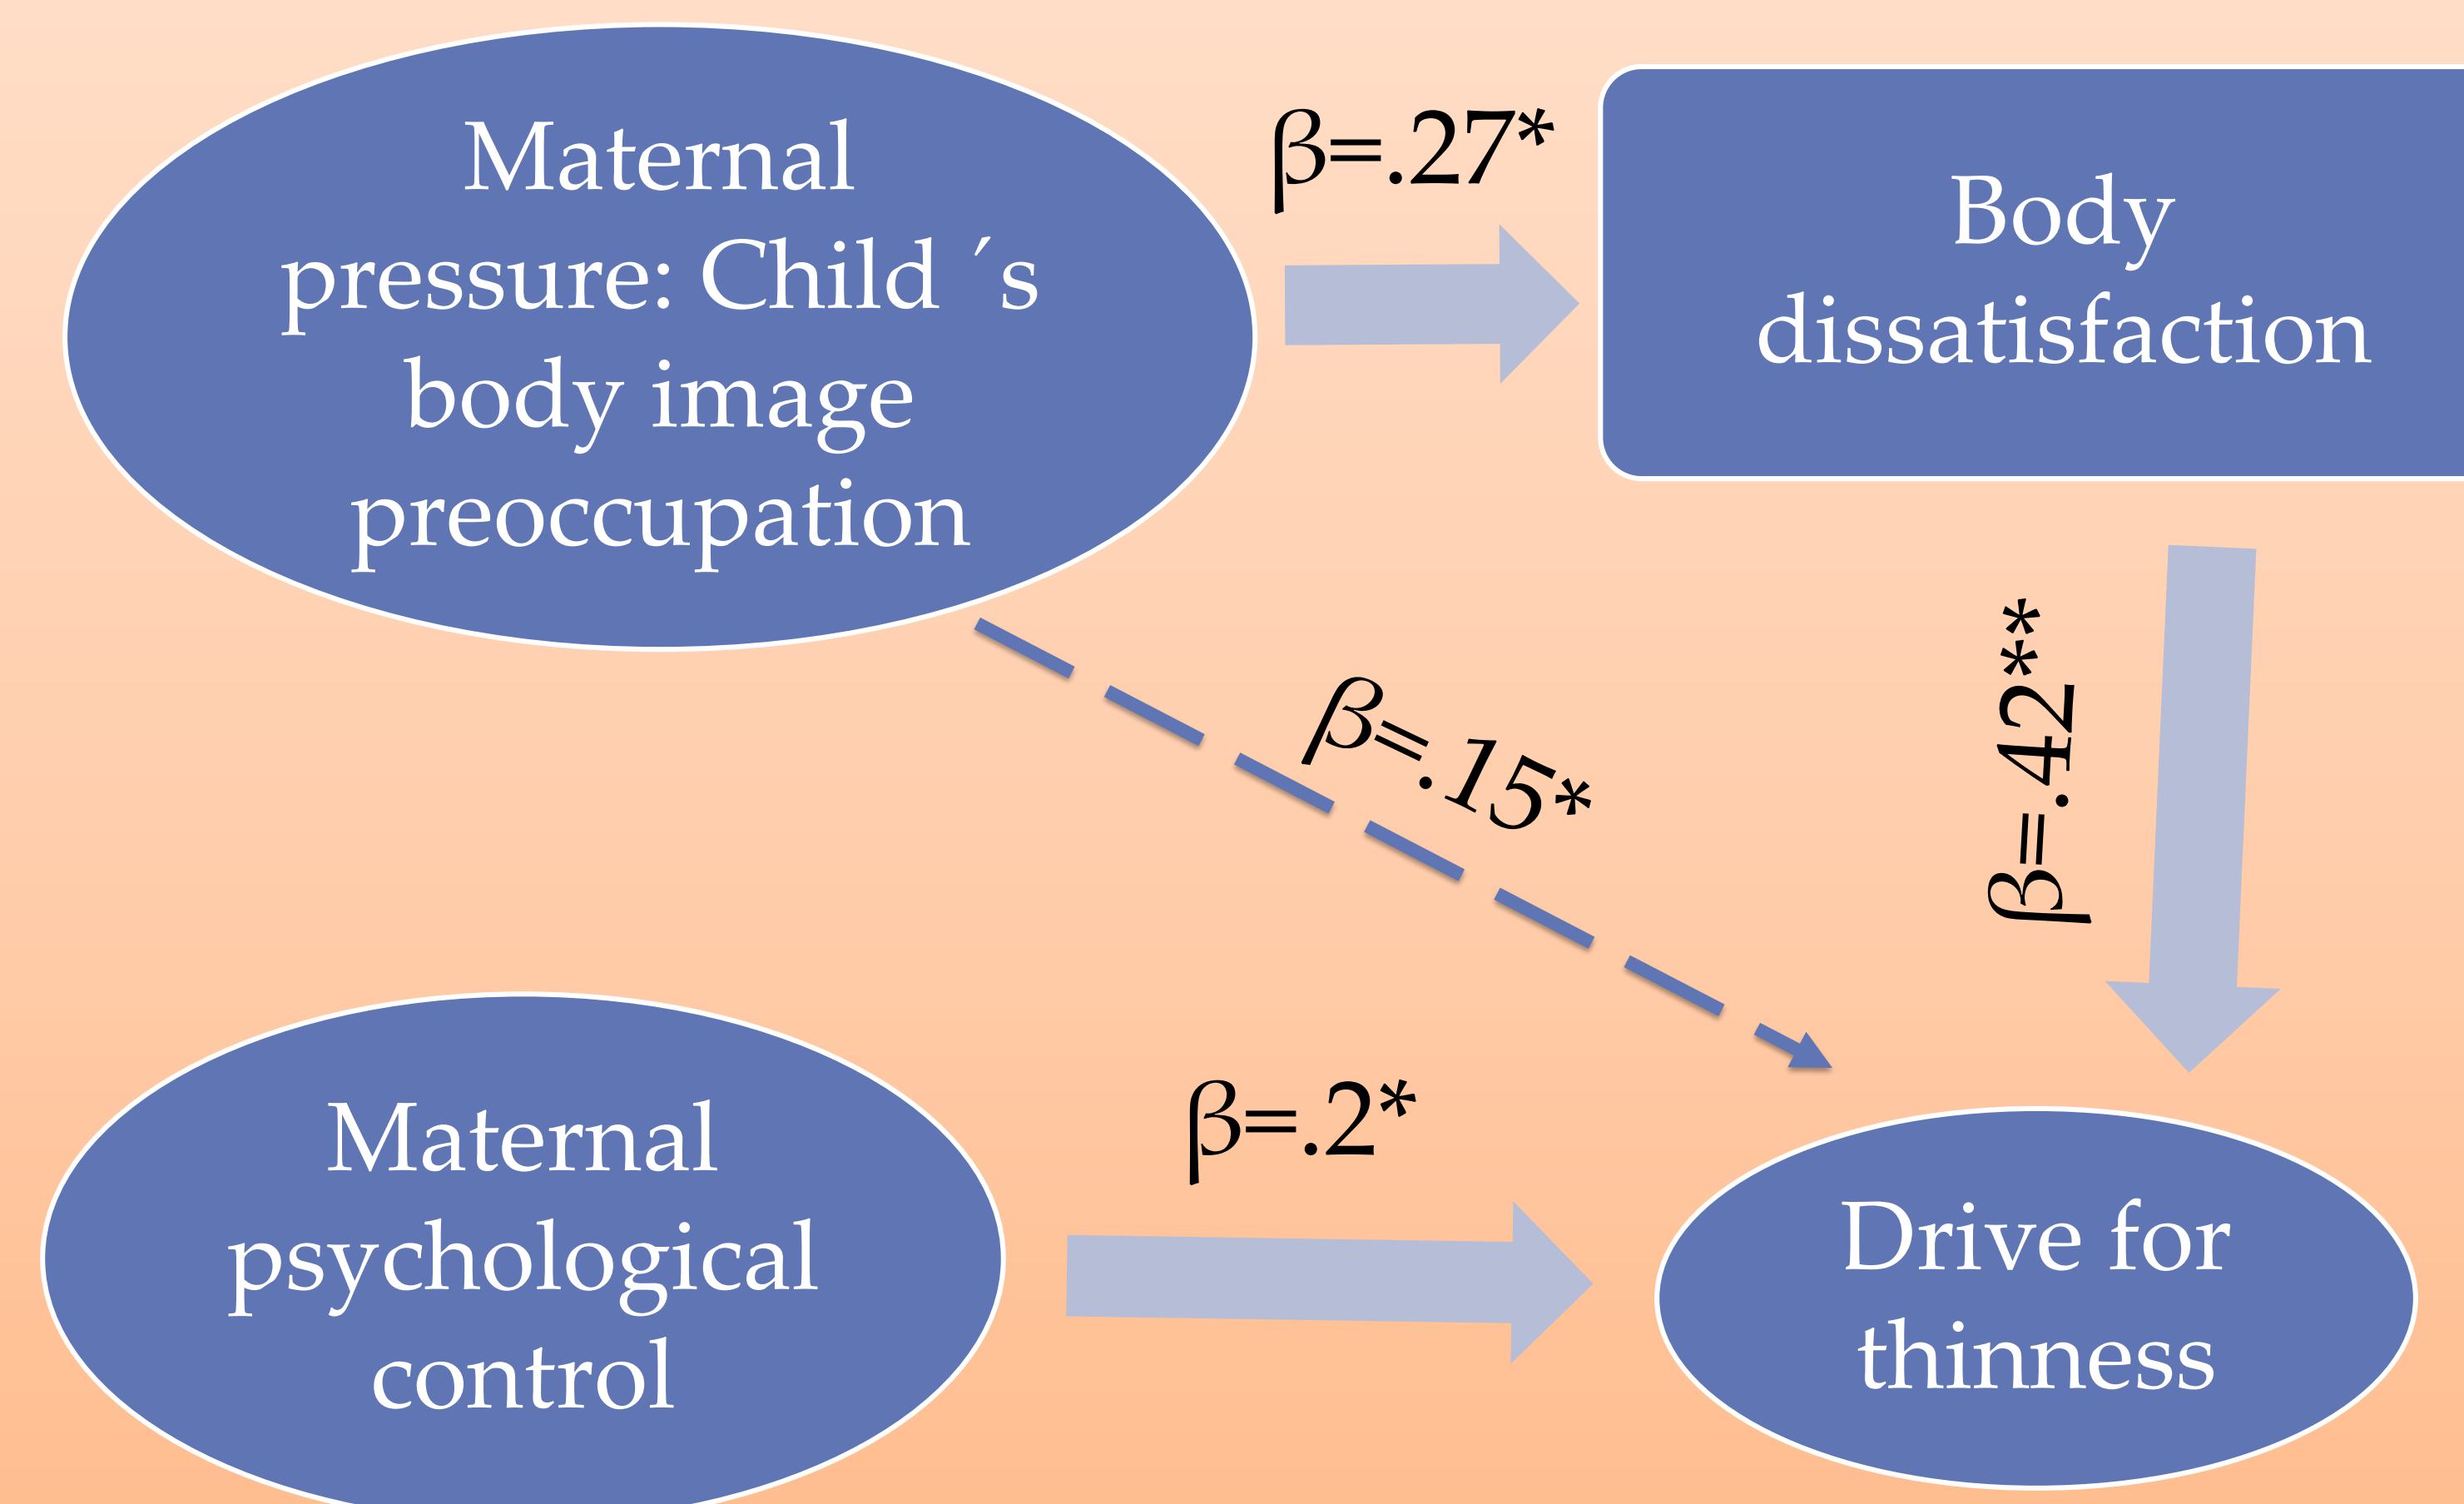 Maternal
pressure: Child ´s
body image
preoccupation
β=.27*
Body
dissatisfaction
β=.15*
β=.42**
Maternal
psychological
control
β=.2*
Drive for
thinness